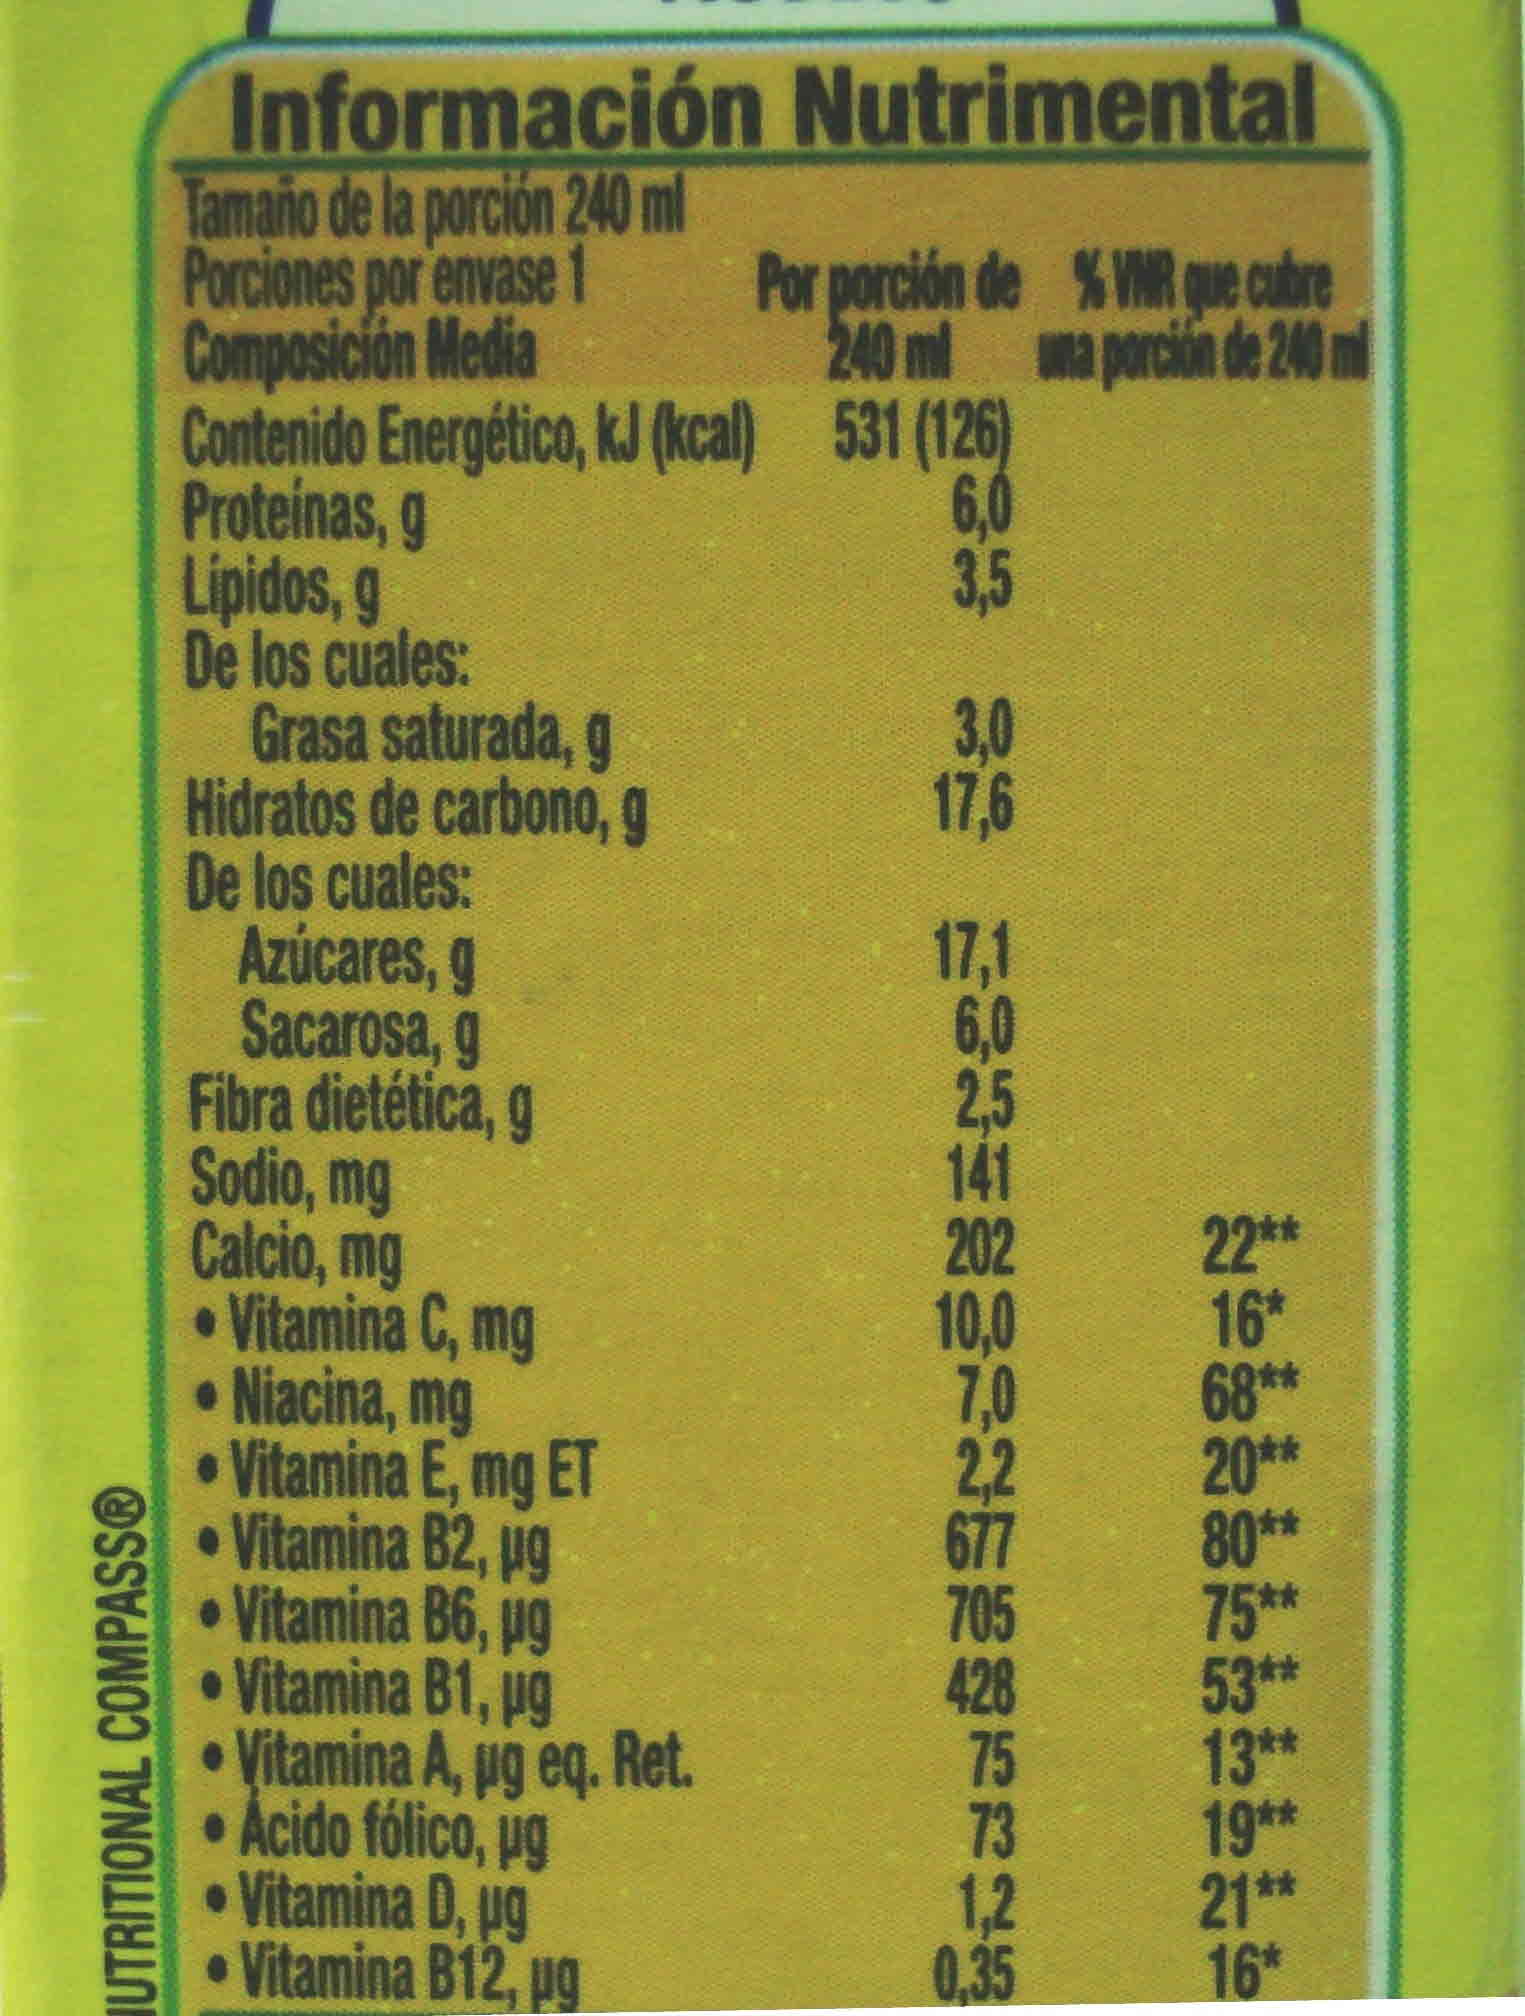 Información Nutrimental
Tamaño de la porción 240 ml
Porciones por envase 1 Por porción de % VNR que cubre
Composición Media 240 ml una porción de 240 ml
Contenido Energético, kJ (kcal) 531 (126)
Proteínas, g 6,0
Lípidos, g 3,5
De los cuales:
Grasa saturada, g 3,0
Hidratos de carbono, g 17,6
De los cuales:
Azúcares, g 17,1
Sacarosa, g 6,0
Fibra dietética, g 2,5
Sodio, mg 141
Calcio, mg 202 22**
• Vitamina C, mg 10,0 16*
• Niacina, mg 7,0 68**
• Vitamina E, mg ET 2,2 20**
• Vitamina B2, µg 677 80**
• Vitamina B6, µg 705 75**
• Vitamina B1, µg 428 53**
• Vitamina A, µg eq. Ret. 75 13**
• Ácido fólico, µg 73 19**
• Vitamina D, µg 1,2 21**
• Vitamina B12, µg 0,35 16*
NUTRITIONAL COMPASS®